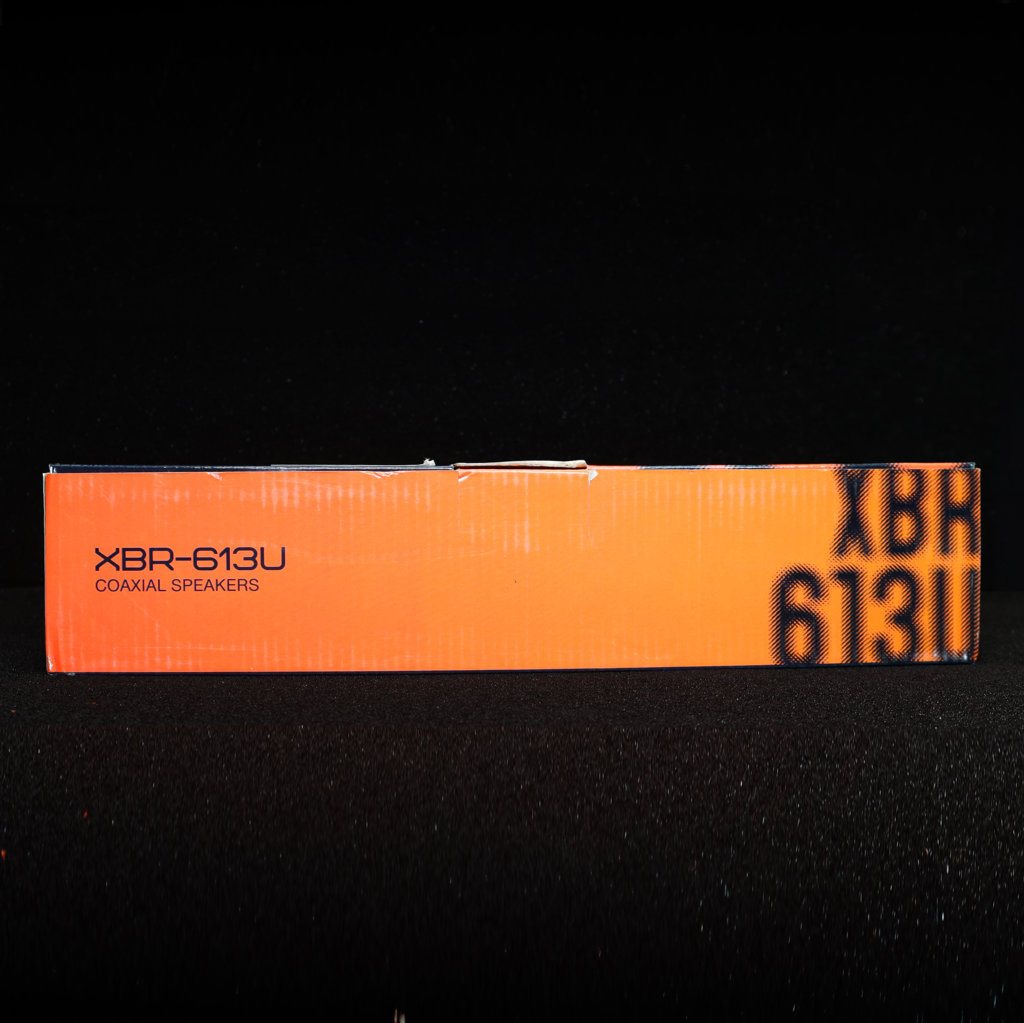 XBR-613U
COAXIAL SPEAKERS
XBR
613U